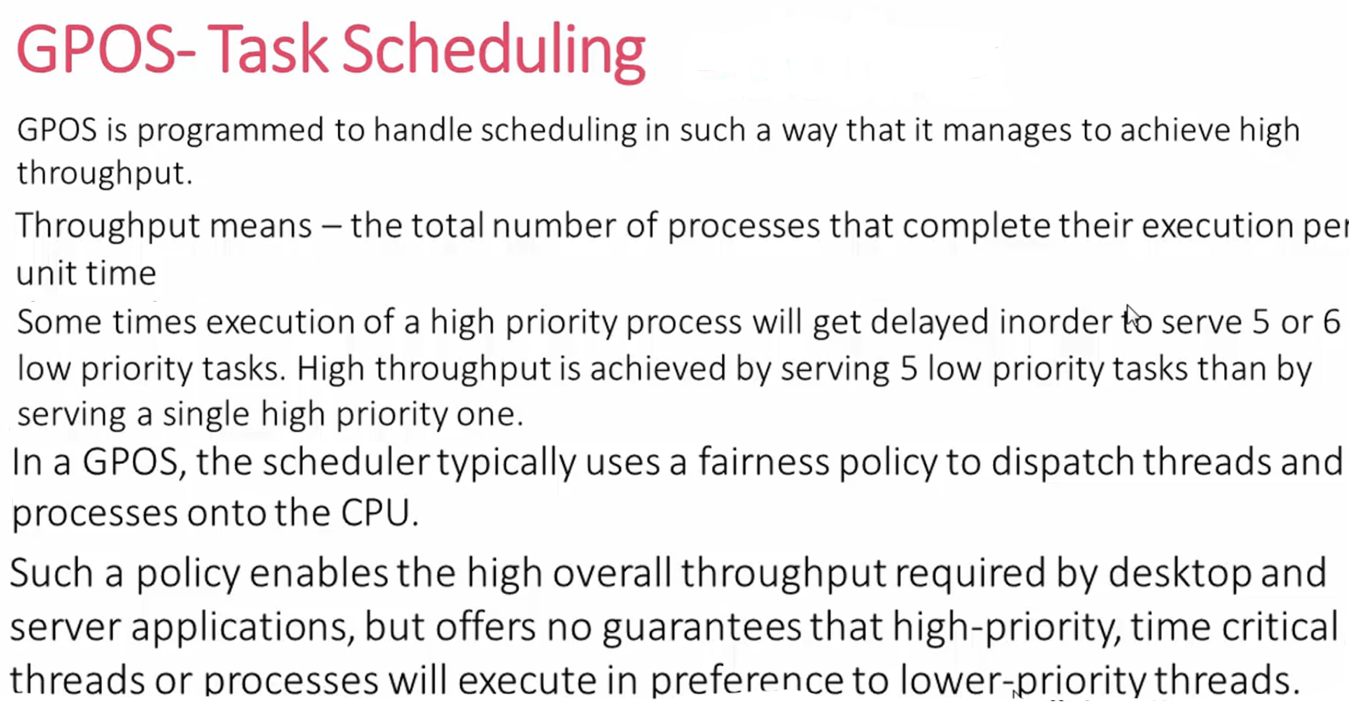 GPOS- Task Scheduling
GPOS is programmed to handle scheduling in such a way that it manages to achieve high
throughput.
Throughput means – the total number of processes that complete their execution per
unit time
Some times execution of a high priority process will get delayed inorder to serve 5 or 6
low priority tasks. High throughput is achieved by serving 5 low priority tasks than by
serving a single high priority one.
In a GPOS, the scheduler typically uses a fairness policy to dispatch threads and
processes onto the CPU.
Such a policy enables the high overall throughput required by desktop and
server applications, but offers no guarantees that high-priority, time critical
threads or processes will execute in preference to lower-priority threads.